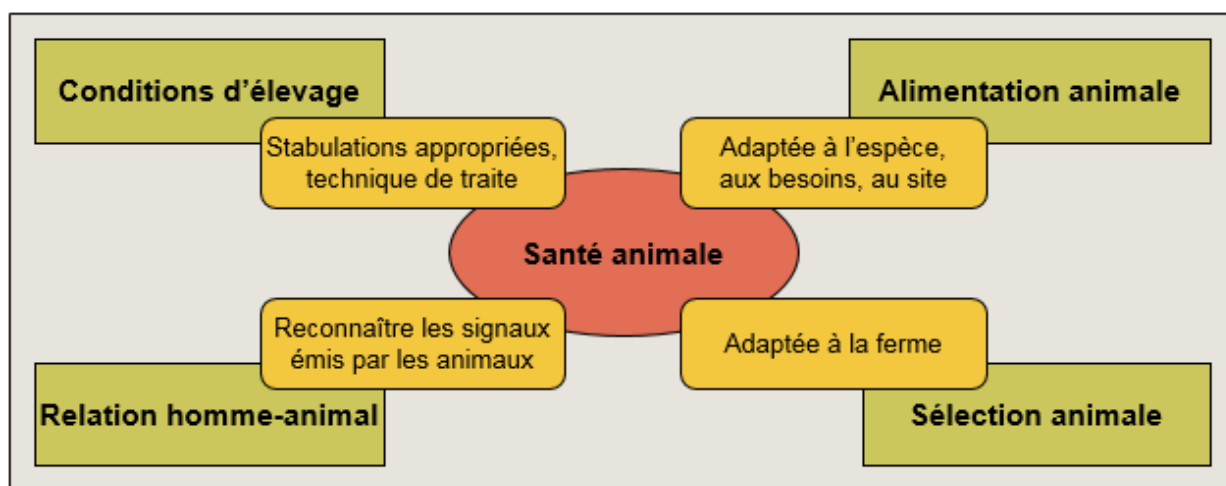 Conditions d’élevage
Alimentation animale
Stabulations appropriées,
technique de traite
Adaptée à l’espèce,
aux besoins, au site
Santé animale
Reconnaître les signaux
émis par les animaux
Adaptée à la ferme
Relation homme-animal
Sélection animale